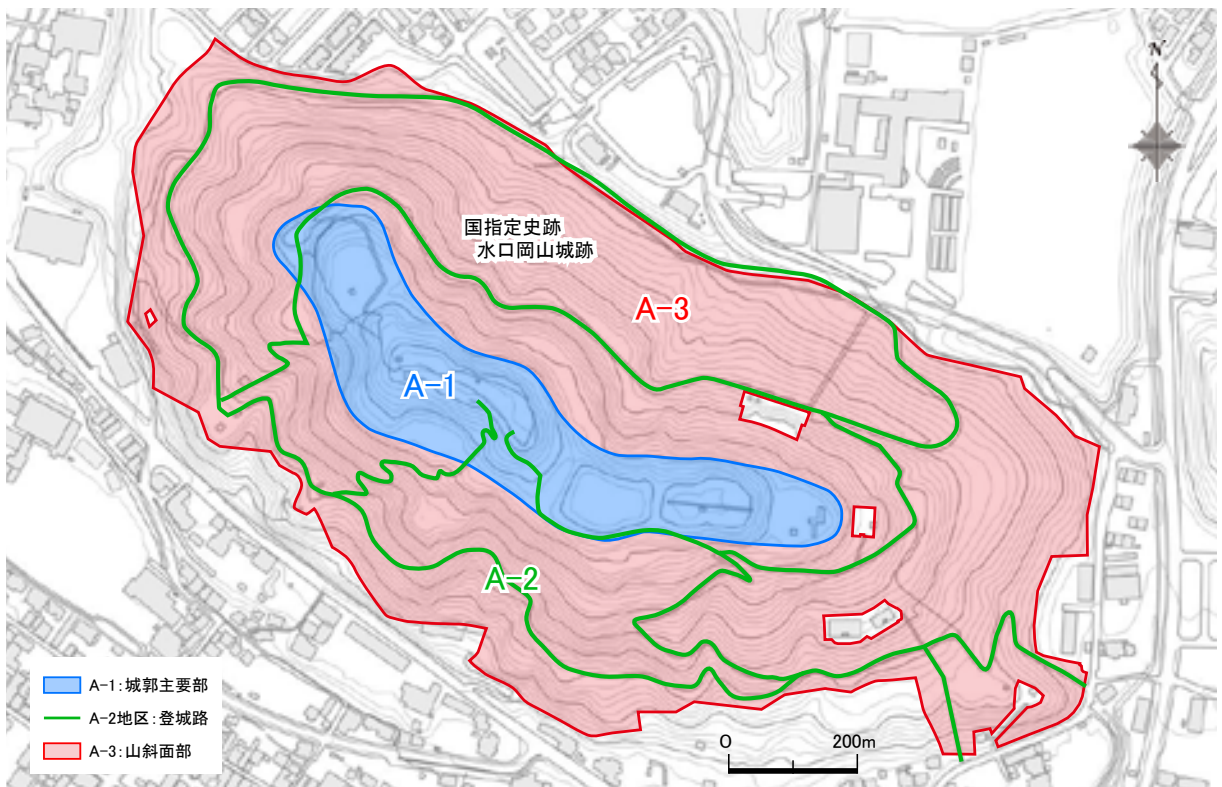 N
国指定史跡
水口岡山城跡
A-3
A-1
A-2
A-1：城郭主要部
A-2地区：登城路
A-3：山斜面部
0 200m